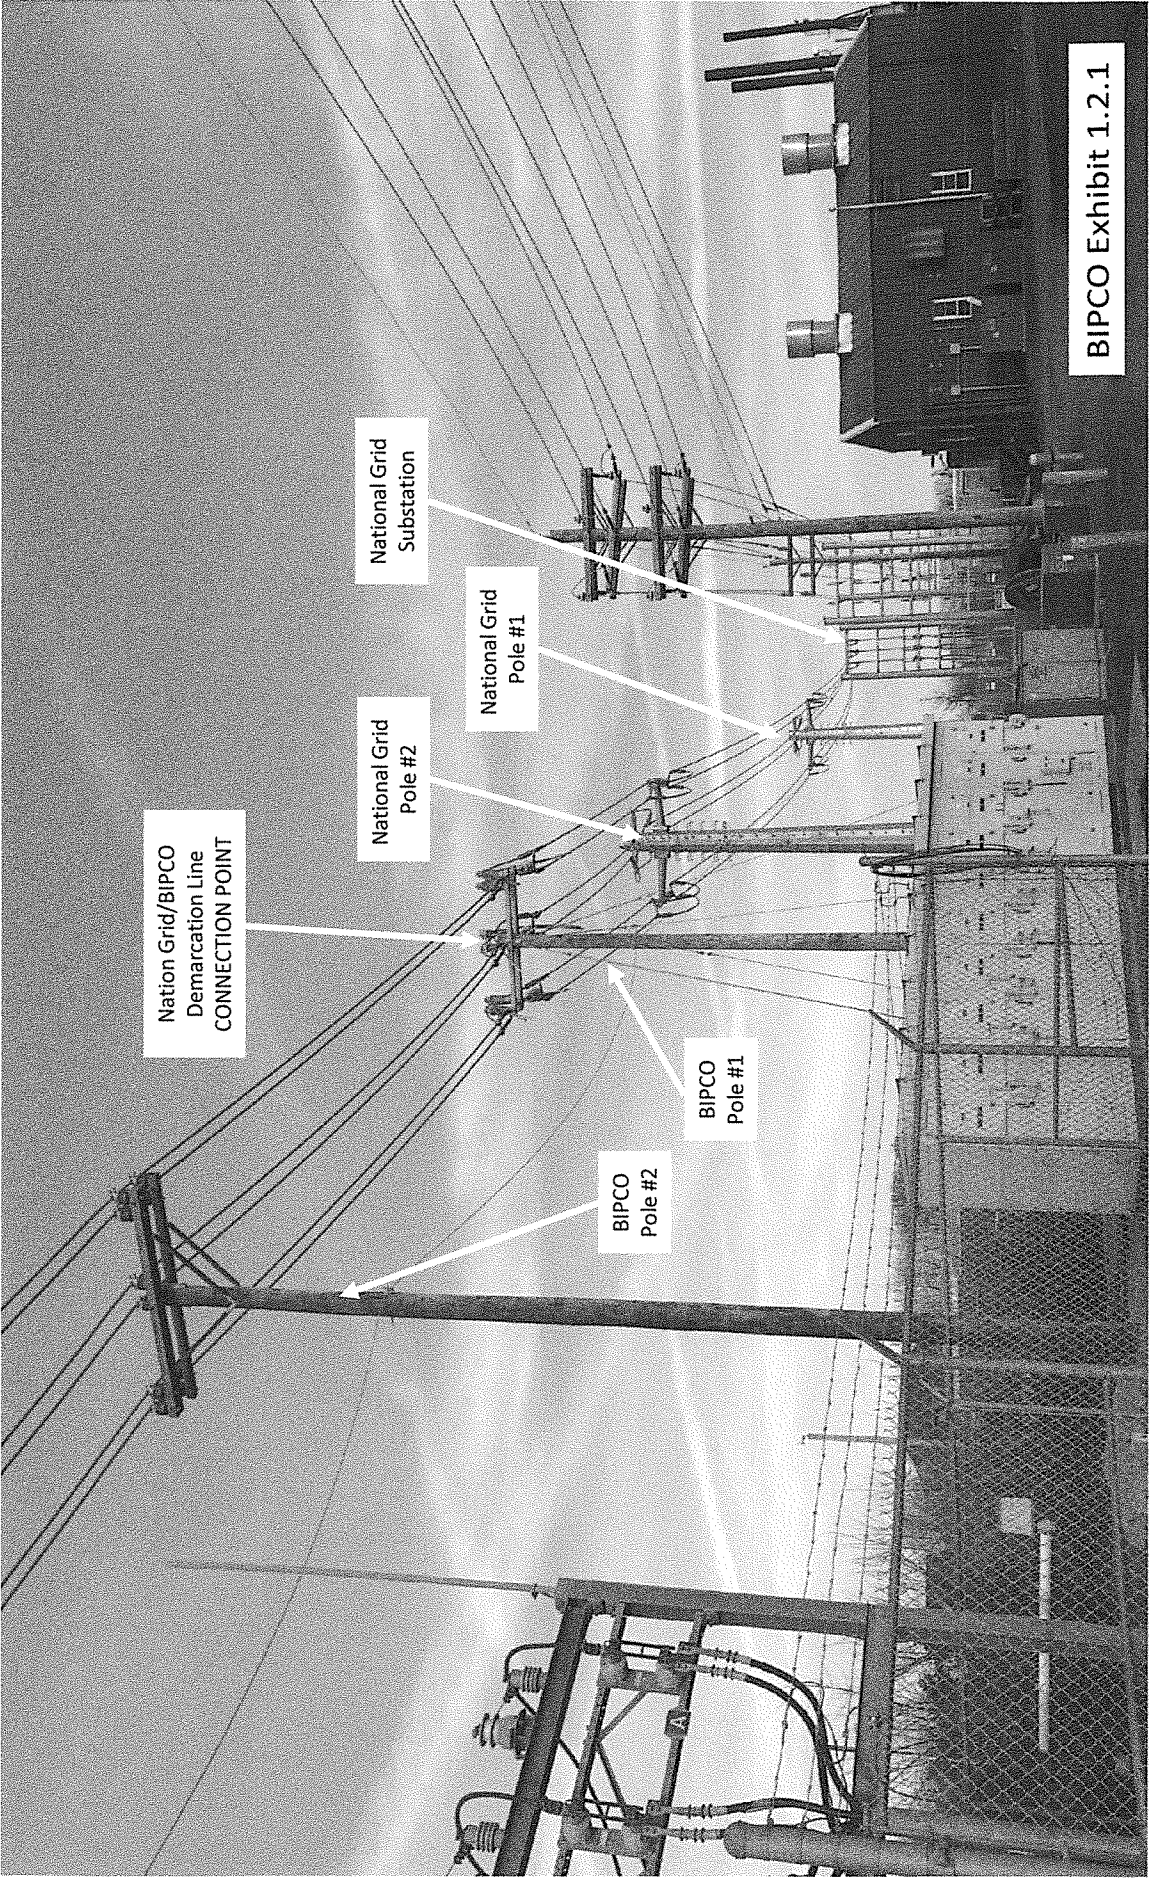 Nation Grid/BIPCO
Demarcation Line
CONNECTION POINT
National Grid
Pole #2
National Grid
Pole #1
National Grid
Substation
BIPCO
Pole #2
BIPCO
Pole #1
A
BIPCO Exhibit 1.2.1